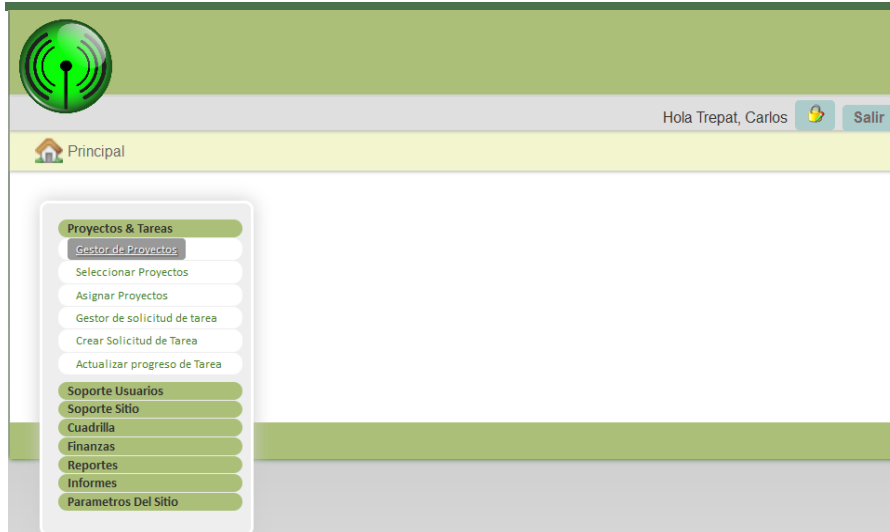 Hola Trepat, Carlos
Salir
Principal
Proyectos & Tareas
Gestor de Proyectos
Seleccionar Proyectos
Asignar Proyectos
Gestor de solicitud de tarea
Crear Solicitud de Tarea
Actualizar progreso de Tarea
Soporte Usuarios
Soporte Sitio
Cuadrilla
Finanzas
Reportes
Informes
Parametros Del Sitio